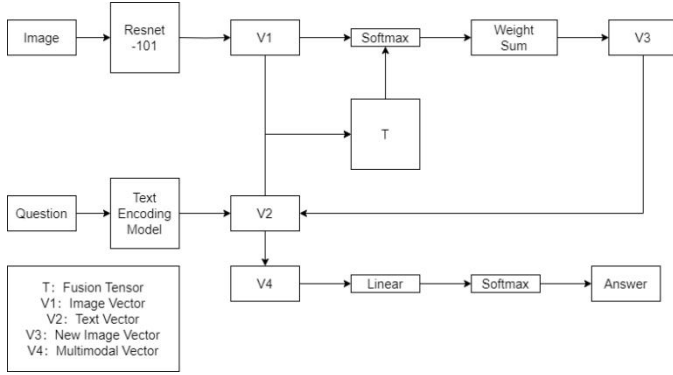 Image
Resnet
-101
V1
Softmax
Weight
Sum
V3
T
Question
Text
Encoding
Model
V2
V4
Linear
Softmax
Answer
T: Fusion Tensor
V1: Image Vector
V2: Text Vector
V3: New Image Vector
V4: Multimodal Vector